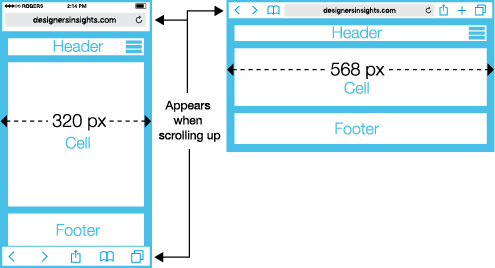 ROGERS 2:14 PM
designersinsights.com
Header
320 px
Cell
Footer
Appears
when
scrolling up
designersinsights.com
Header
568 px
Cell
Footer